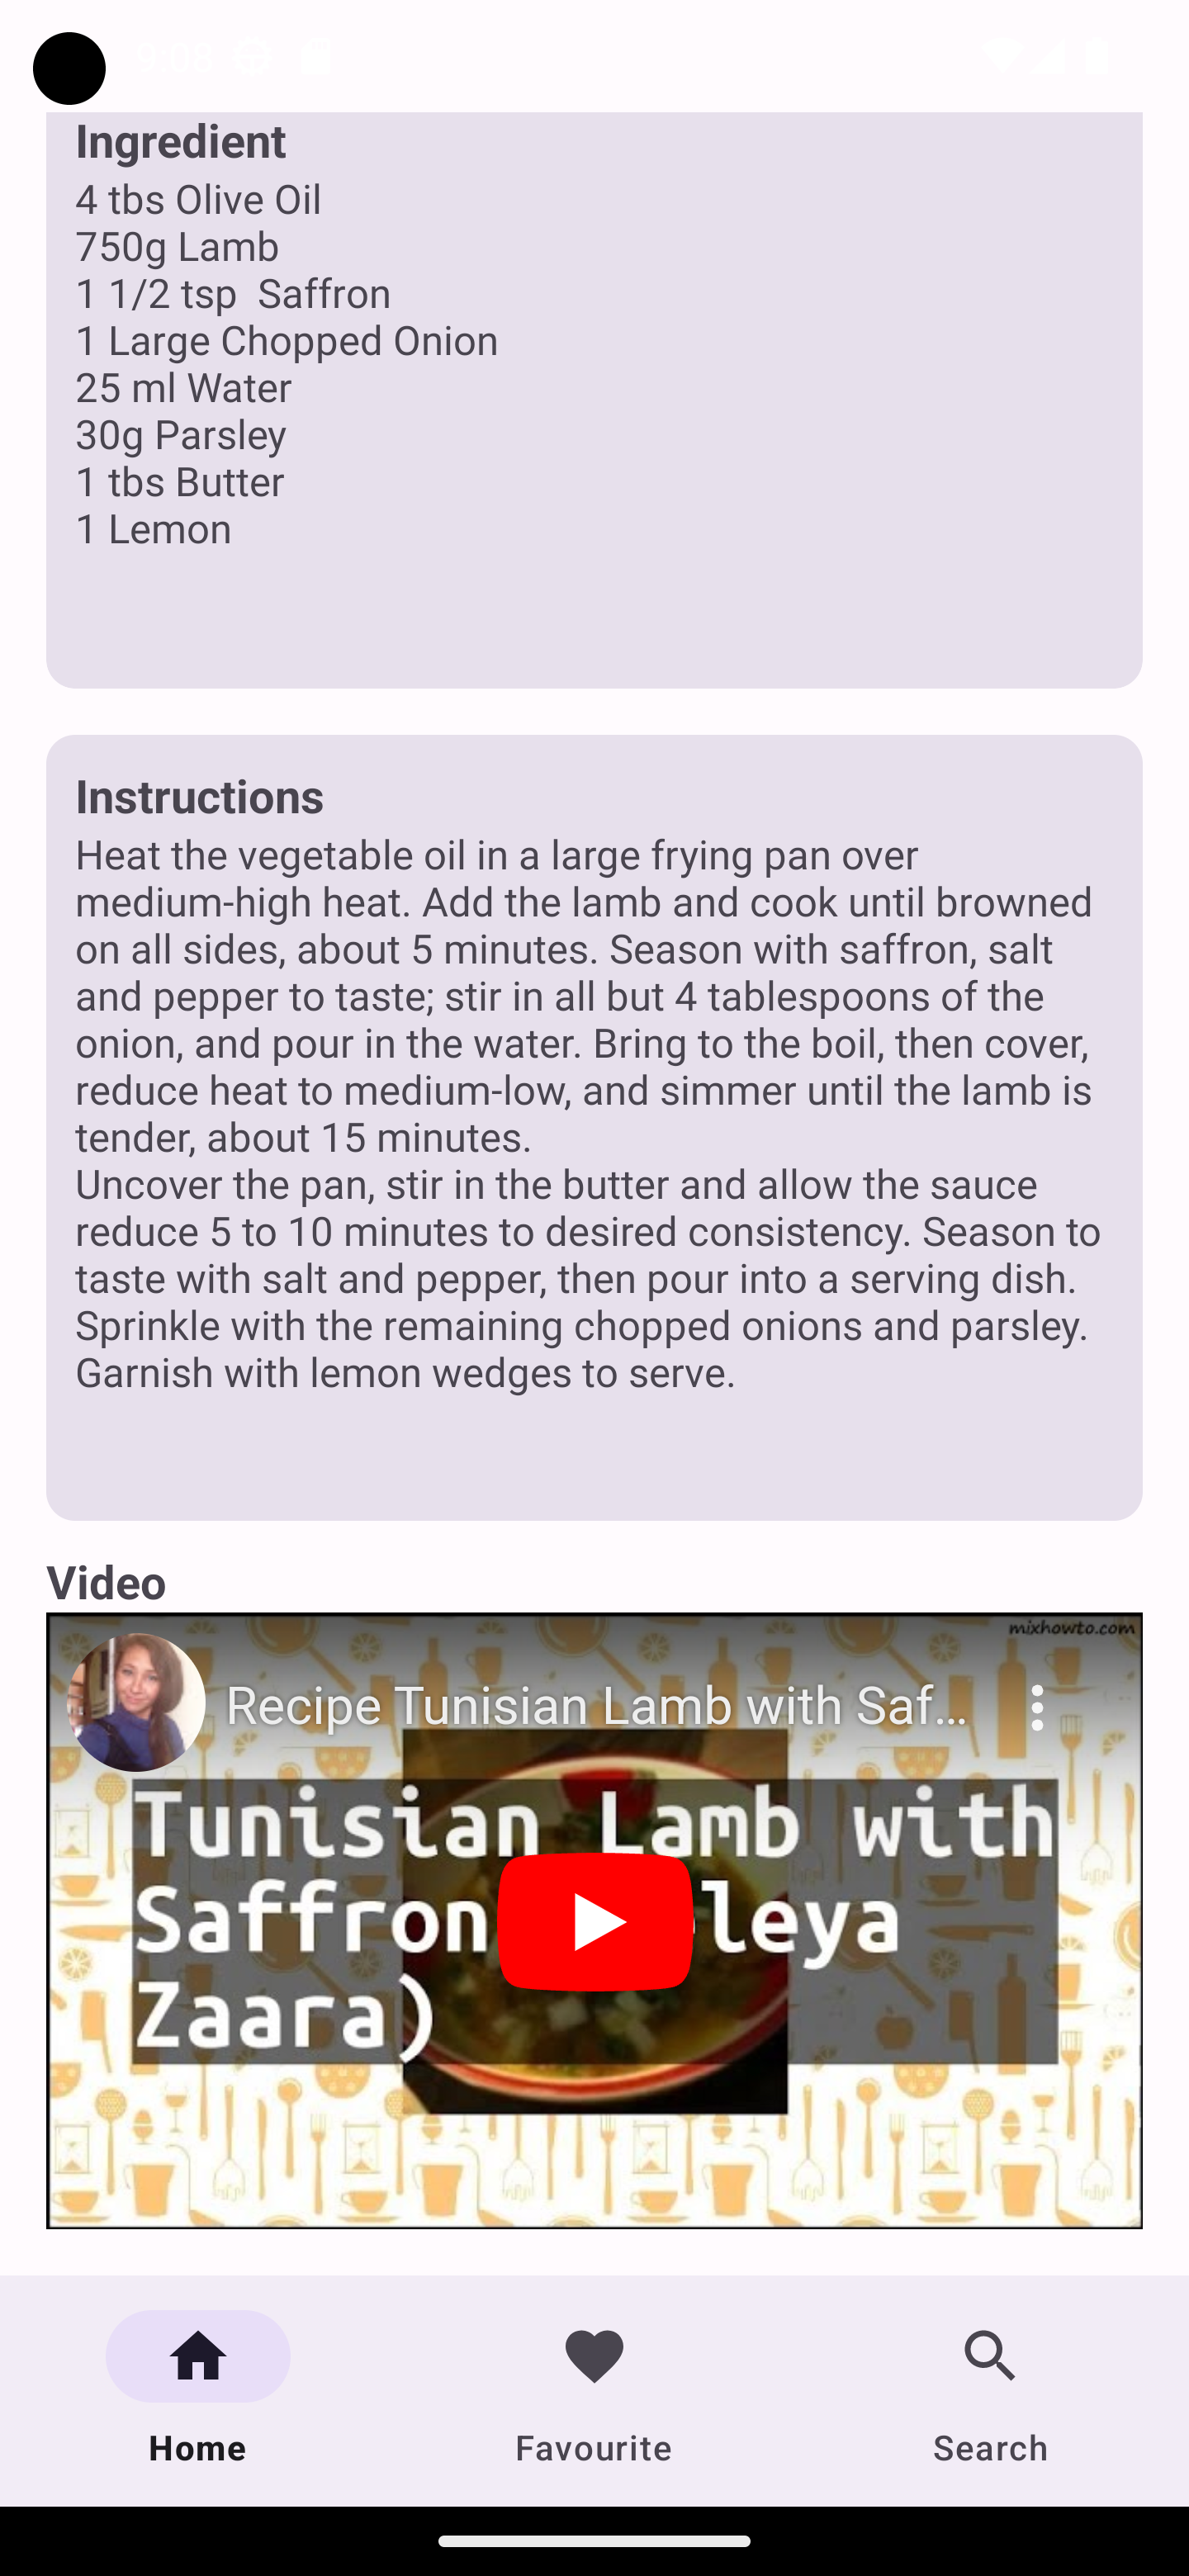 Ingredient
4 tbs Olive Oil
750g Lamb
1 1/2 tsp  Saffron
1 Large Chopped Onion
25 ml Water
30g Parsley
1 tbs Butter
1 Lemon
Instructions
Heat the vegetable oil in a large frying pan over
medium-high heat. Add the lamb and cook until browned
on all sides, about 5 minutes. Season with saffron, salt
and pepper to taste; stir in all but 4 tablespoons of the
onion, and pour in the water. Bring to the boil, then cover,
reduce heat to medium-low, and simmer until the lamb is
tender, about 15 minutes.
Uncover the pan, stir in the butter and allow the sauce
reduce 5 to 10 minutes to desired consistency. Season to
taste with salt and pepper, then pour into a serving dish.
Sprinkle with the remaining chopped onions and parsley.
Garnish with lemon wedges to serve.
Video
mixhowto.com
Recipe Tunisian Lamb with Saf...
Tunisian Lamb with
Saffron leya
Zaara)
Home
Favourite
Search